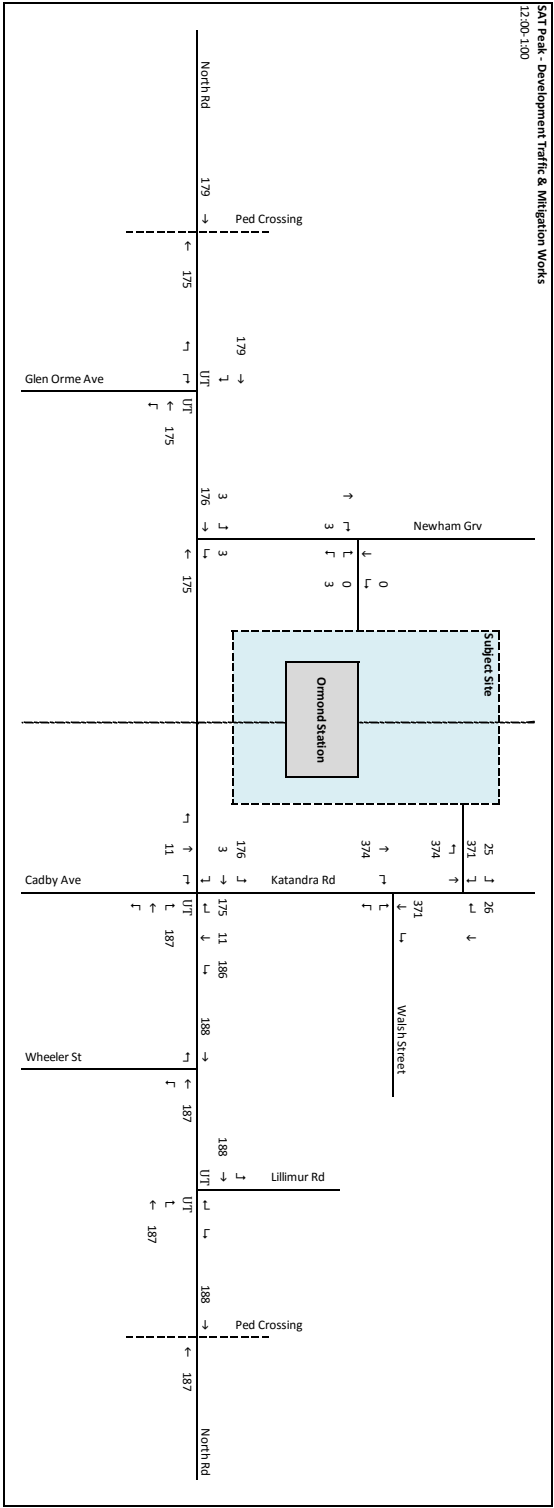 SAT Peak - Development Traffic & Mitigation Works
12:00-1:00
North Rd
179
Ped Crossing
175
179
Glen Orme Ave
UT
UT
175
176
3
3
Newham Grv
3
175
3
0
0
Subject Site
Ormond Station
11
3
176
374
374
371
25
Cadby Ave
Katandra Rd
UT
175
371
26
187
11
186
Walsh Street
188
Wheeler St
187
188
UT
Lillimur Rd
UT
187
188
Ped Crossing
187
North Rd